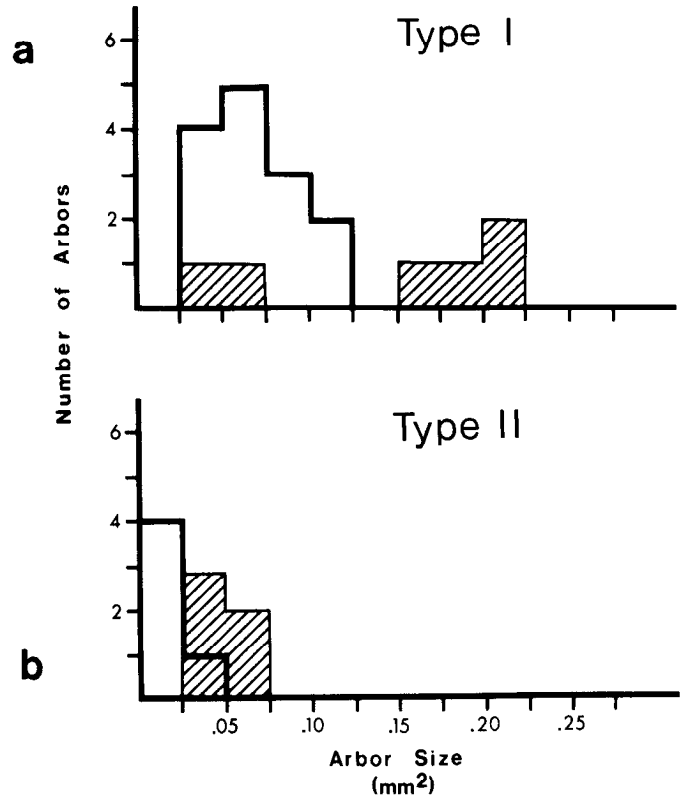 a
Type I
6
4
2
Number of Arbors
Type II
6
4
2
b
.05 .10 .15 .20 .25
Arbor Size
(mm2)